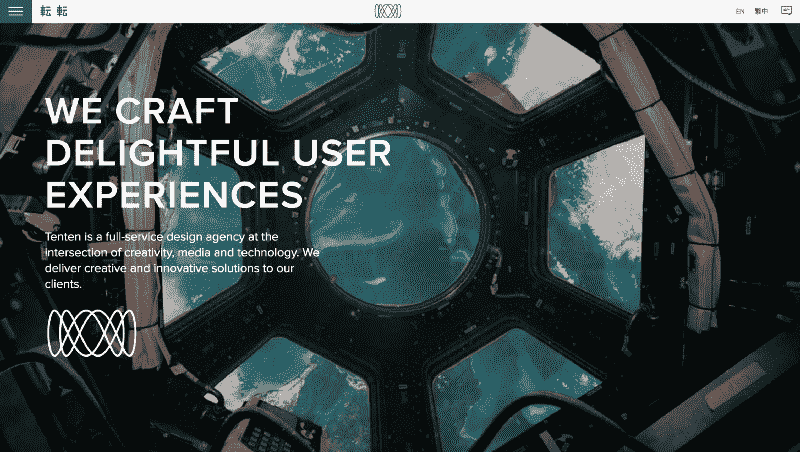 転 転
EN 繁中
WE CRAFT
DELIGHTFUL USER
EXPERIENCES
Tenten is a full-service design agency at the
intersection of creativity, media and technology. We
deliver creative and innovative solutions to our
clients.